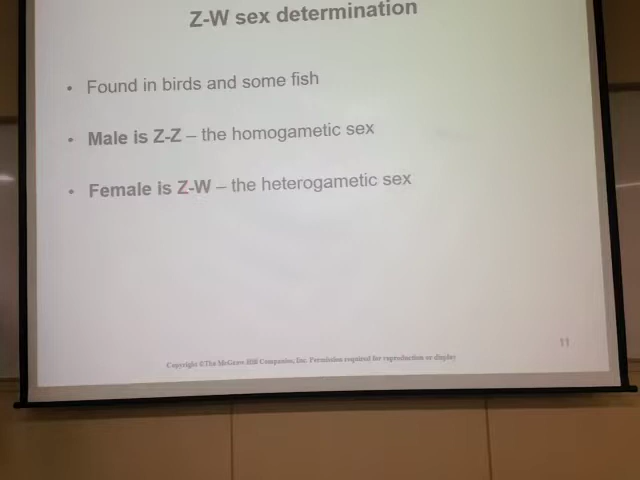 Z-W sex determination
• Found in birds and some fish
• Male is Z-Z – the homogametic sex
• Female is Z-W – the heterogametic sex
11
Copyright ©The McGraw Hill Companies, Inc. Permission required for reproduction or display